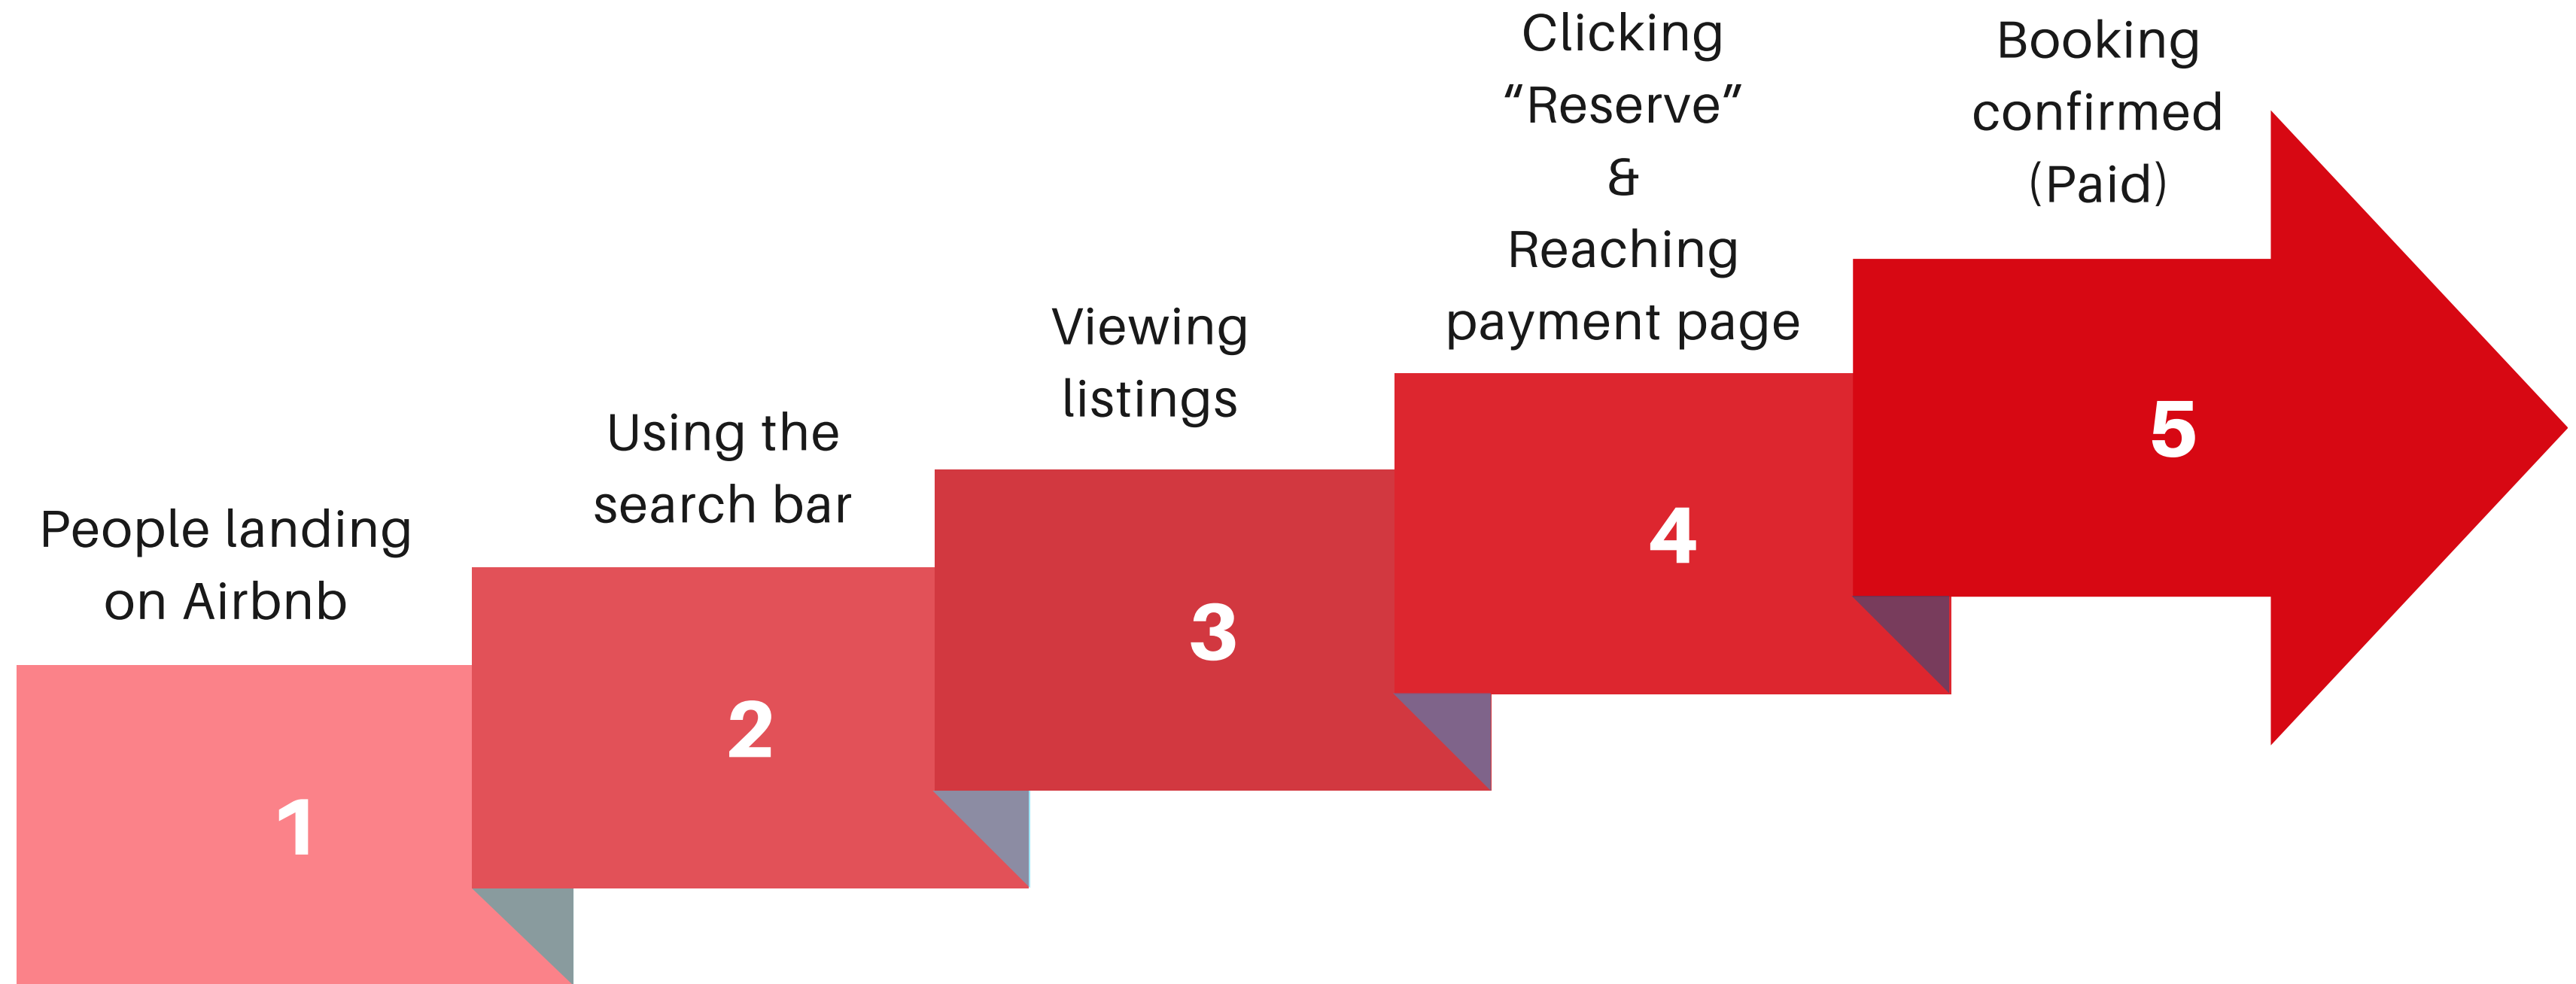 People landing
on Airbnb
1
Using the
search bar
2
Viewing
listings
3
Clicking
“Reserve”
&
Reaching
payment page
4
Booking
confirmed
(Paid)
5